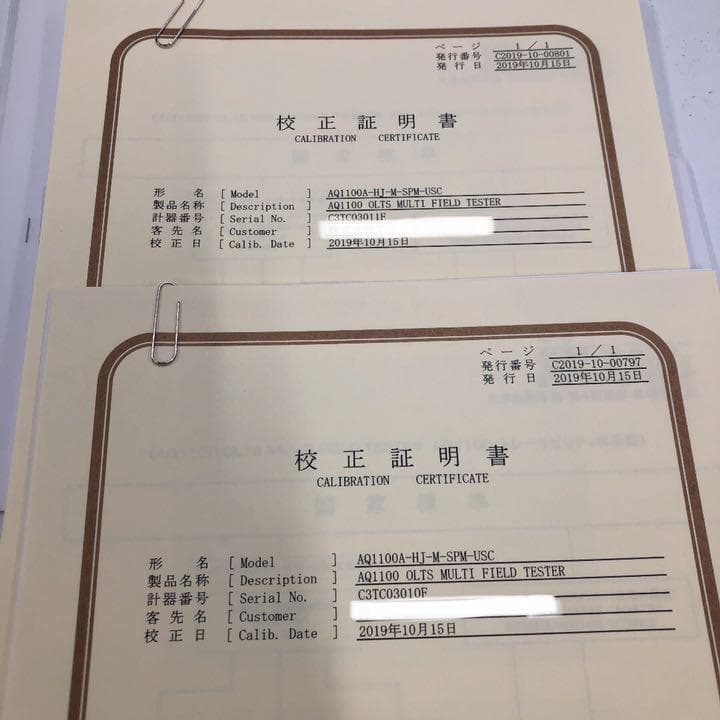 ページ 1 / 1
発行番号 C2019-10-00801
発行日 2019年10月15日
校正証明書
CALIBRATION CERTIFICATE
形名 [ Model ] AQ1100A-HJ-M-SPM-USC
製品名称 [ Description ] AQ1100 OLTS MULTI FIELD TESTER
計器番号 [ Serial No. ] C3TC03011F
客先名 [ Customer ]
校正日 [ Calib. Date ] 2019年10月15日
ページ 1 / 1
発行番号 C2019-10-00797
発行日 2019年10月15日
校正証明書
CALIBRATION CERTIFICATE
形名 [ Model ] AQ1100A-HJ-M-SPM-USC
製品名称 [ Description ] AQ1100 OLTS MULTI FIELD TESTER
計器番号 [ Serial No. ] C3TC03010F
客先名 [ Customer ]
校正日 [ Calib. Date ] 2019年10月15日